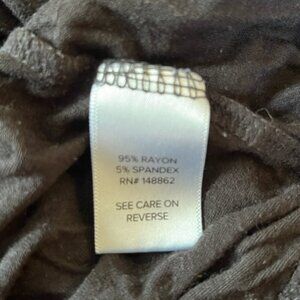 95% RAYON
5% SPANDEX
RN# 148862
SEE CARE ON
REVERSE